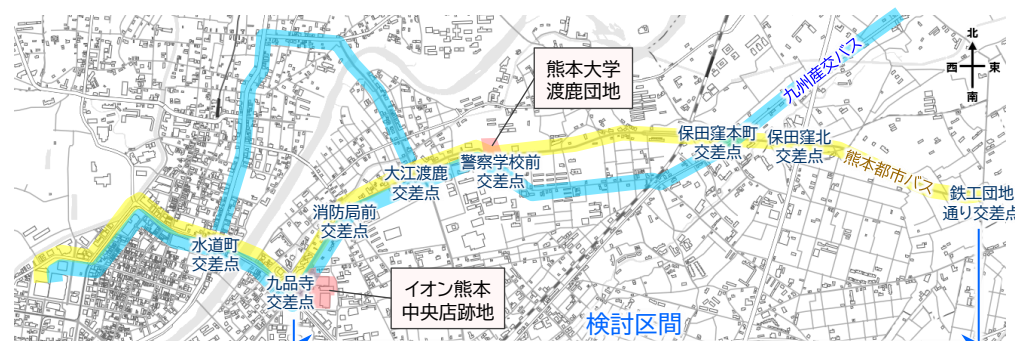 北
西
東
南
九州産交バス
熊本大学
渡鹿団地
保田窪本町
交差点
保田窪北
交差点
熊本都市バス
大江渡鹿
交差点
警察学校前
交差点
鉄工団地
通り交差点
消防局前
交差点
水道町
交差点
九品寺
交差点
イオン熊本
中央店跡地
検討区間